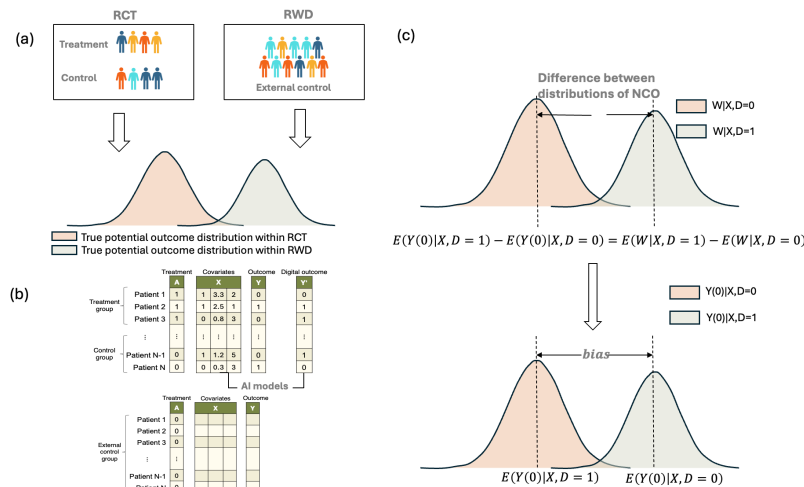 (a)
RCT
RWD
Treatment
Control
External control
True potential outcome distribution within RCT
True potential outcome distribution within RWD
(b)
Treatment Covariates Outcome Digital outcome
A X Y Y'
Treatment group
Patient 1 1 1 3.3 2 0 0
Patient 2 1 1 2.5 1 1 1
Patient 3 1 0 0.8 3 0 1
⋮ ⋮ ⋮ ⋮ ⋮
Control group
Patient N-1 0 1 1.2 5 0 1
Patient N 0 0 0.3 3 1 0
AI models
Treatment Covariates Outcome
A X Y
External control group
Patient 1 0
Patient 2 0
Patient 3 0
⋮ ⋮
Patient N-1 0
(c)
Difference between
distributions of NCO
W|X,D=0
W|X,D=1
E(Y(0)|X, D = 1) − E(Y(0)|X, D = 0) = E(W|X, D = 1) − E(W|X, D = 0)
Y(0)|X,D=0
Y(0)|X,D=1
bias
E(Y(0)|X, D = 1)
E(Y(0)|X, D = 0)